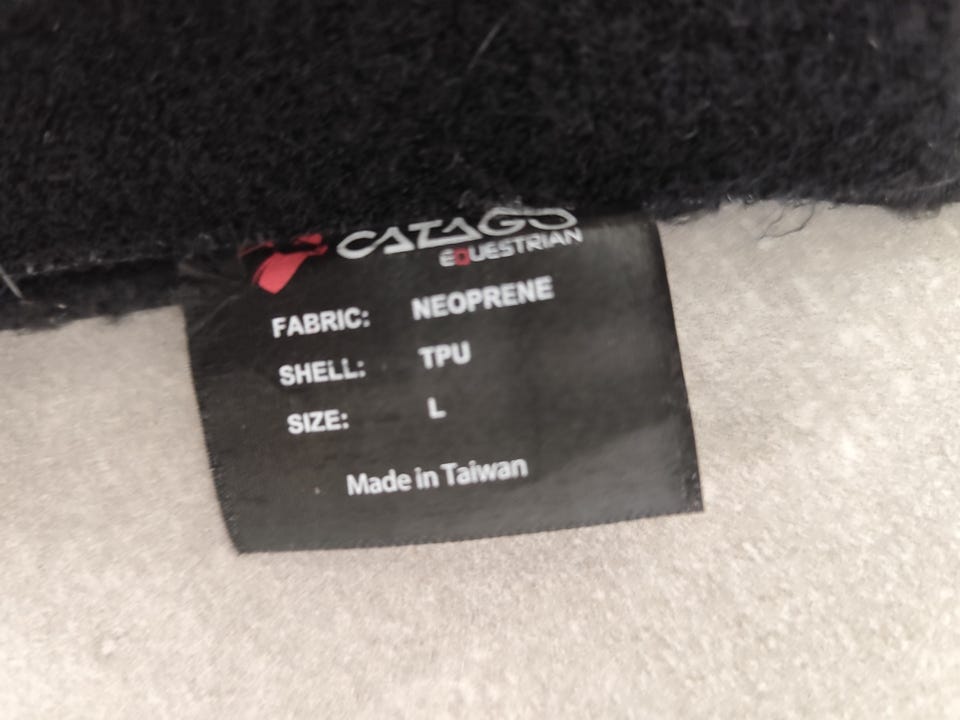 CATAGO
EQUESTRIAN
FABRIC: NEOPRENE
SHELL: TPU
SIZE: L
Made in Taiwan